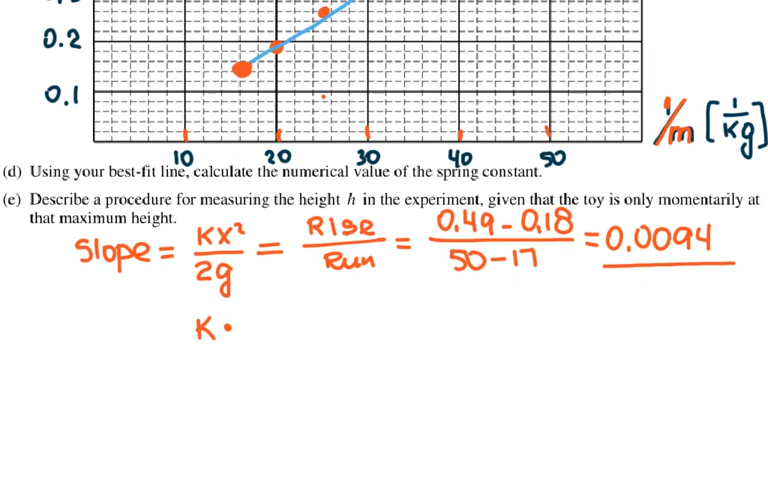 0.2
0.1
10 20 30 40 50
1/m [1/Kg]
(d) Using your best-fit line, calculate the numerical value of the spring constant.
(e) Describe a procedure for measuring the height h in the experiment, given that the toy is only momentarily at
that maximum height.
Slope = Kx²/2g = Rise/Run = 0.49 - 0.18/50 - 17 = 0.0094
K